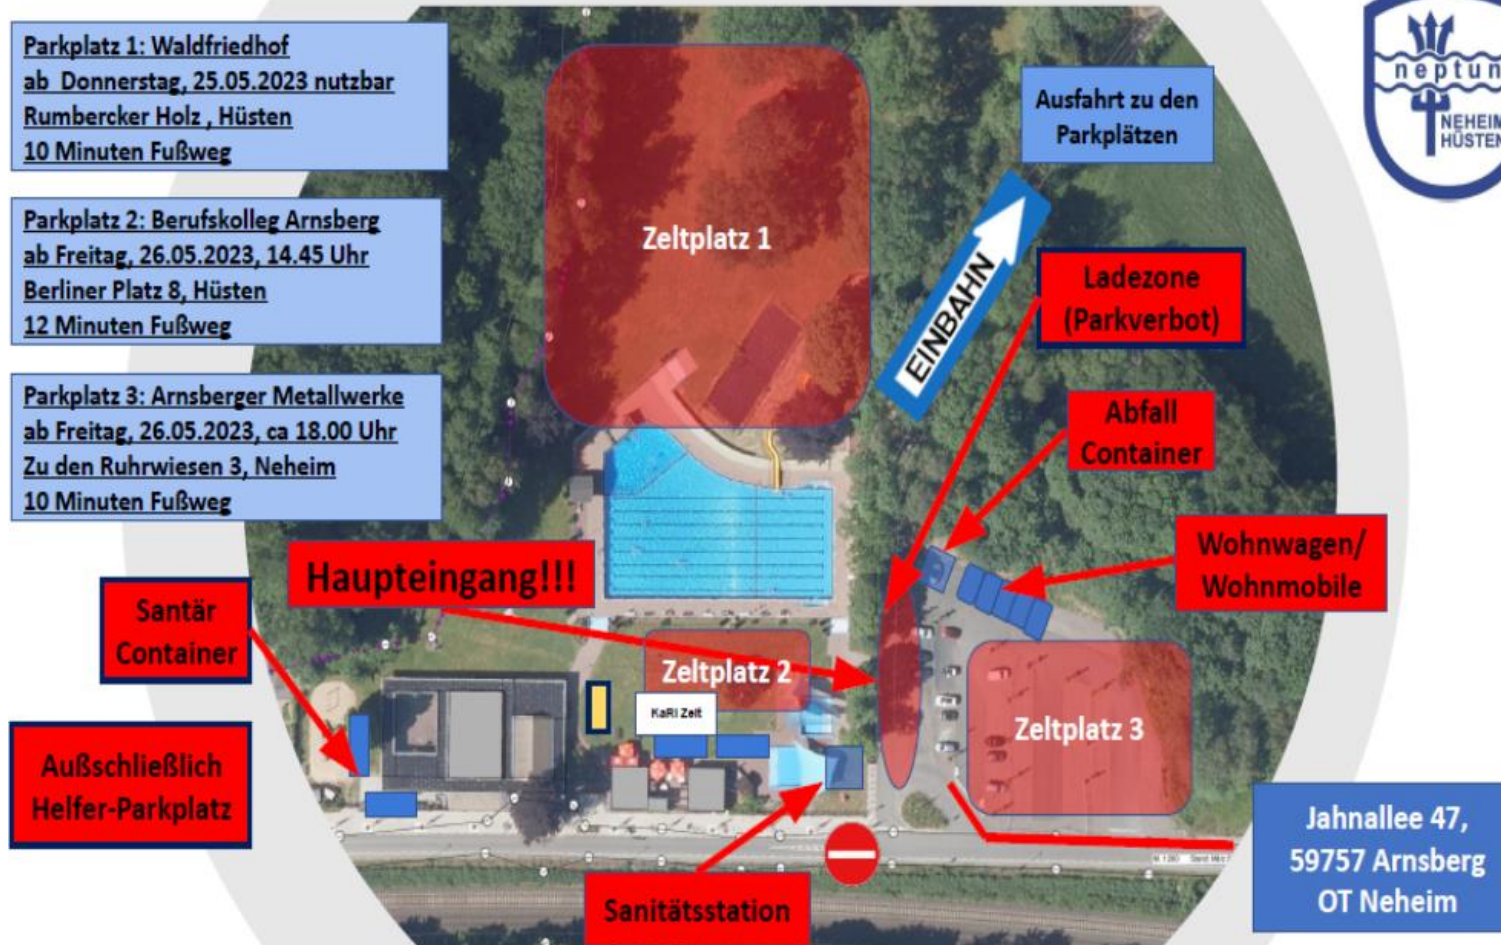 Parkplatz 1: Waldfriedhof
ab Donnerstag, 25.05.2023 nutzbar
Rumbercker Holz , Hüsten
10 Minuten Fußweg
Parkplatz 2: Berufskolleg Arnsberg
ab Freitag, 26.05.2023, 14.45 Uhr
Berliner Platz 8, Hüsten
12 Minuten Fußweg
Parkplatz 3: Arnsberger Metallwerke
ab Freitag, 26.05.2023, ca 18.00 Uhr
Zu den Ruhrwiesen 3, Neheim
10 Minuten Fußweg
Zeltplatz 1
Ausfahrt zu den
Parkplätzen
neptun
NEHEIM
HÜSTEN
EINBAHN
Ladezone
(Parkverbot)
Abfall
Container
Wohnwagen/
Wohnmobile
Haupteingang!!!
Santär
Container
Zeltplatz 2
KaRi Zelt
Zeltplatz 3
Außschließlich
Helfer-Parkplatz
Sanitätsstation
Jahnallee 47,
59757 Arnsberg
OT Neheim